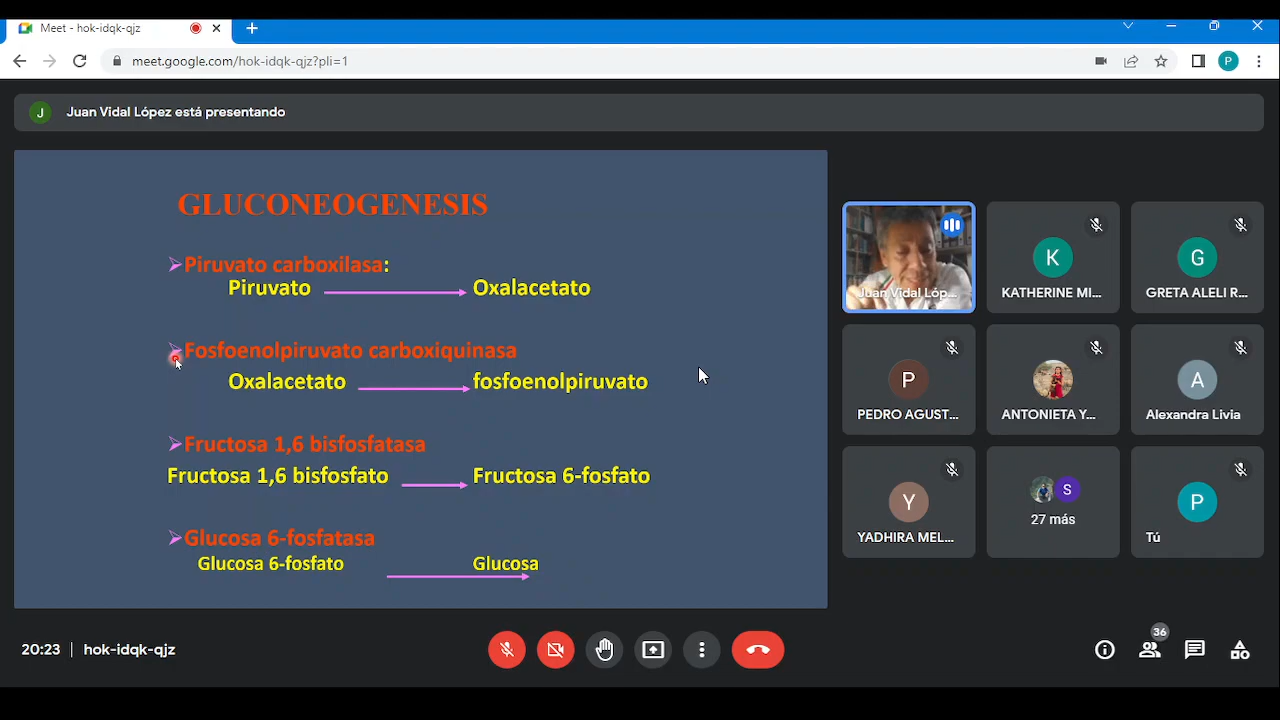 Meet - hok-idqk-qjz
meet.google.com/hok-idqk-qjz?pli=1
P
J
Juan Vidal López está presentando
GLUCONEOGENESIS
Piruvato carboxilasa:
Piruvato Oxalacetato
Fosfoenolpiruvato carboxiquinasa
Oxalacetato fosfoenolpiruvato
Fructosa 1,6 bisfosfatasa
Fructosa 1,6 bisfosfato Fructosa 6-fosfato
Glucosa 6-fosfatasa
Glucosa 6-fosfato Glucosa
Juan Vidal Lóp...
K
KATHERINE MI...
G
GRETA ALELI R...
P
PEDRO AGUST...
ANTONIETA Y...
A
Alexandra Livia
Y
YADHIRA MEL...
S
27 más
P
Tú
20:23 | hok-idqk-qjz
36